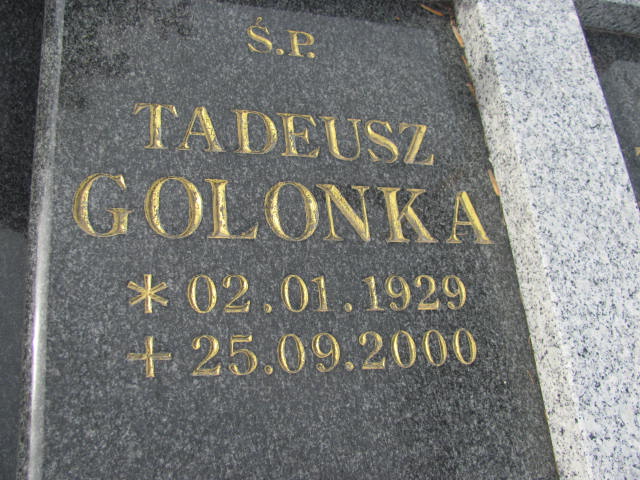 Ś.P.
TADEUSZ
GOLONKA
* 02.01.1929
+ 25.09.2000